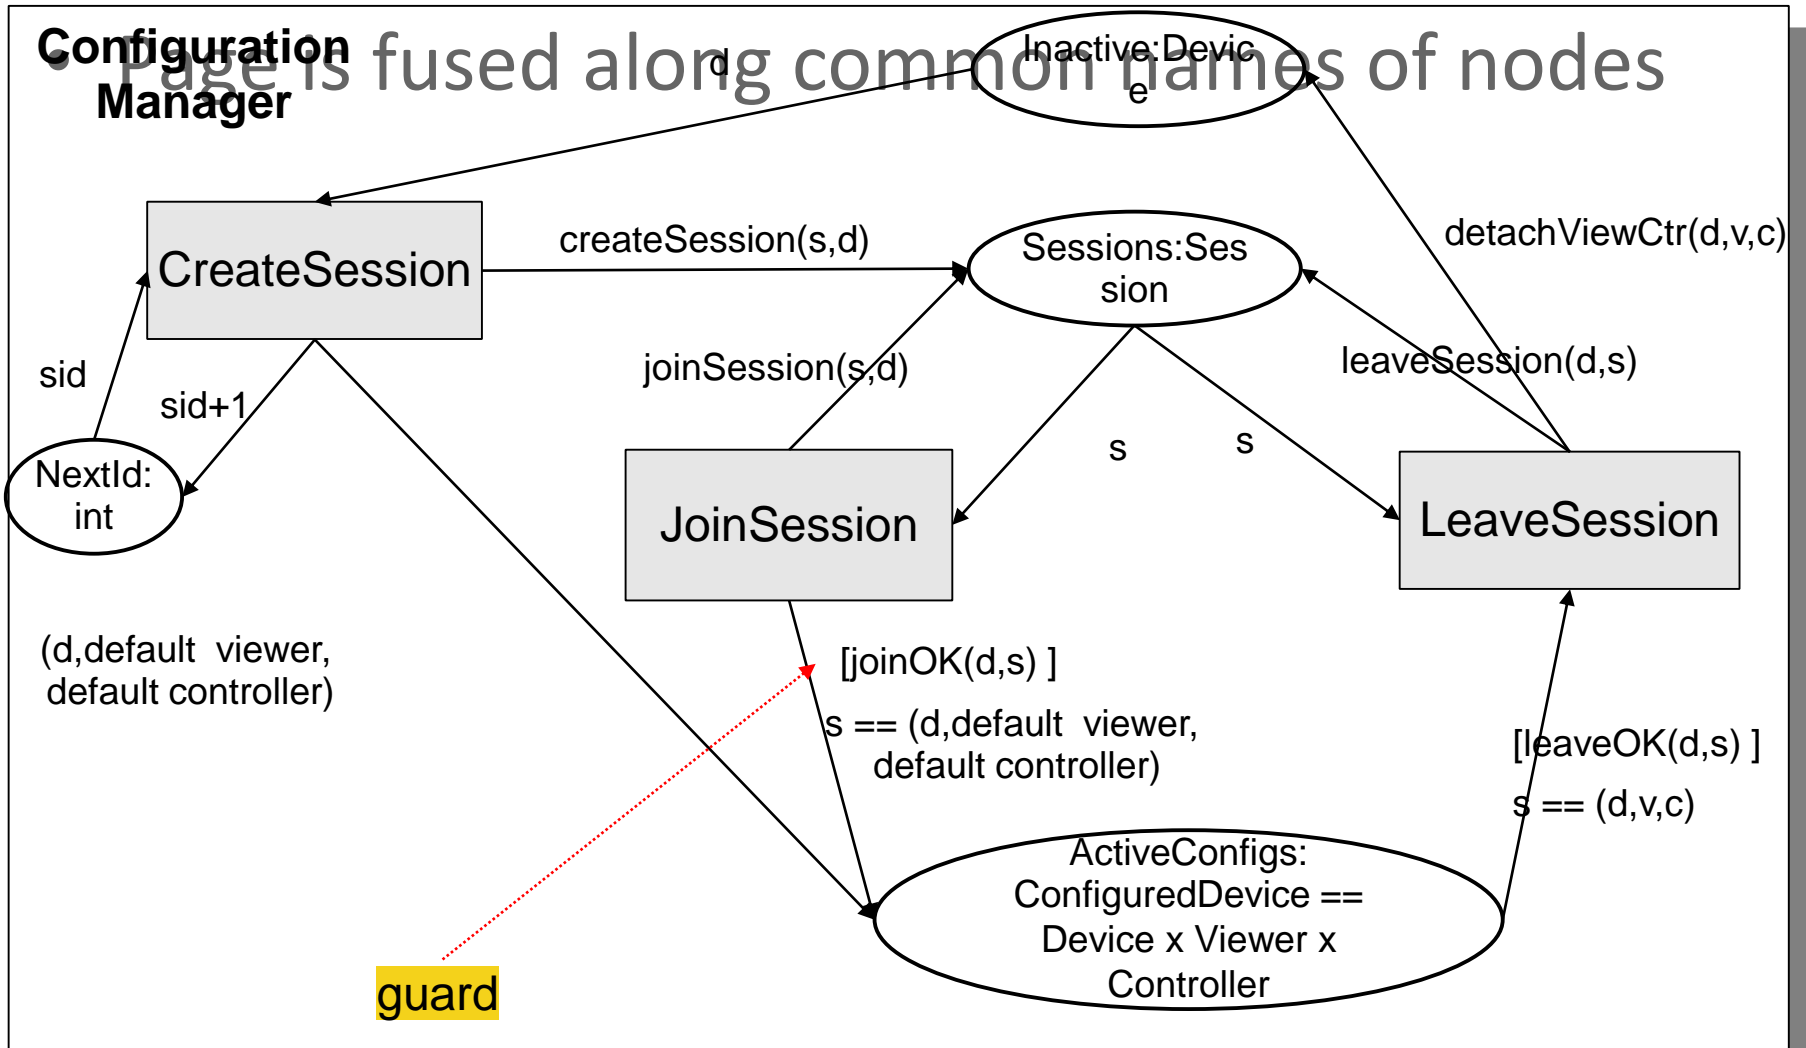 • Page is fused along common names of nodes
Configuration
Manager
d
Inactive:Devic
e
CreateSession
createSession(s,d)
Sessions:Ses
sion
detachViewCtr(d,v,c)
sid
sid+1
joinSession(s,d)
leaveSession(d,s)
s
s
NextId:
int
JoinSession
LeaveSession
(d,default viewer,
default controller)
[joinOK(d,s) ]
s == (d,default viewer,
default controller)
[leaveOK(d,s) ]
s == (d,v,c)
ActiveConfigs:
ConfiguredDevice ==
Device x Viewer x
Controller
guard